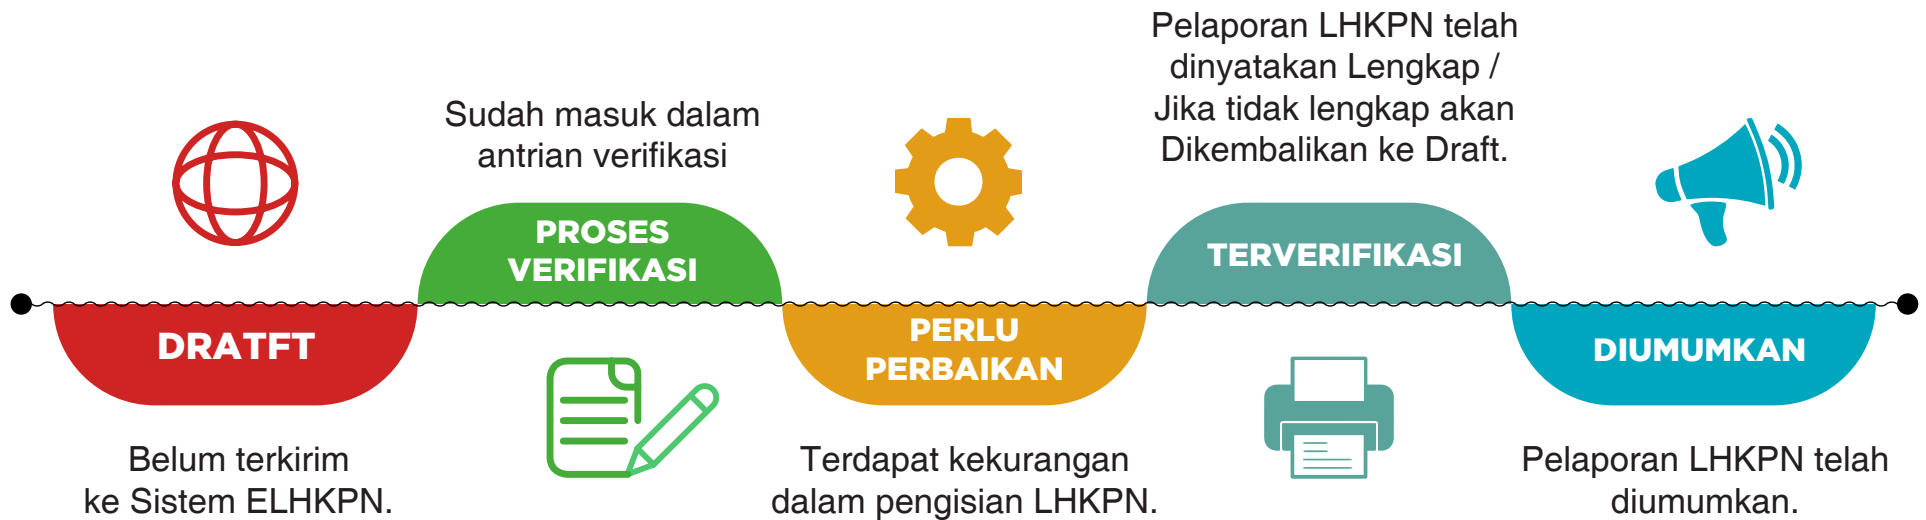 DRATFT
Belum terkirim
ke Sistem ELHKPN.
Sudah masuk dalam
antrian verifikasi
PROSES
VERIFIKASI
PERLU
PERBAIKAN
Terdapat kekurangan
dalam pengisian LHKPN.
Pelaporan LHKPN telah
dinyatakan Lengkap /
Jika tidak lengkap akan
Dikembalikan ke Draft.
TERVERIFIKASI
DIUMUMKAN
Pelaporan LHKPN telah
diumumkan.